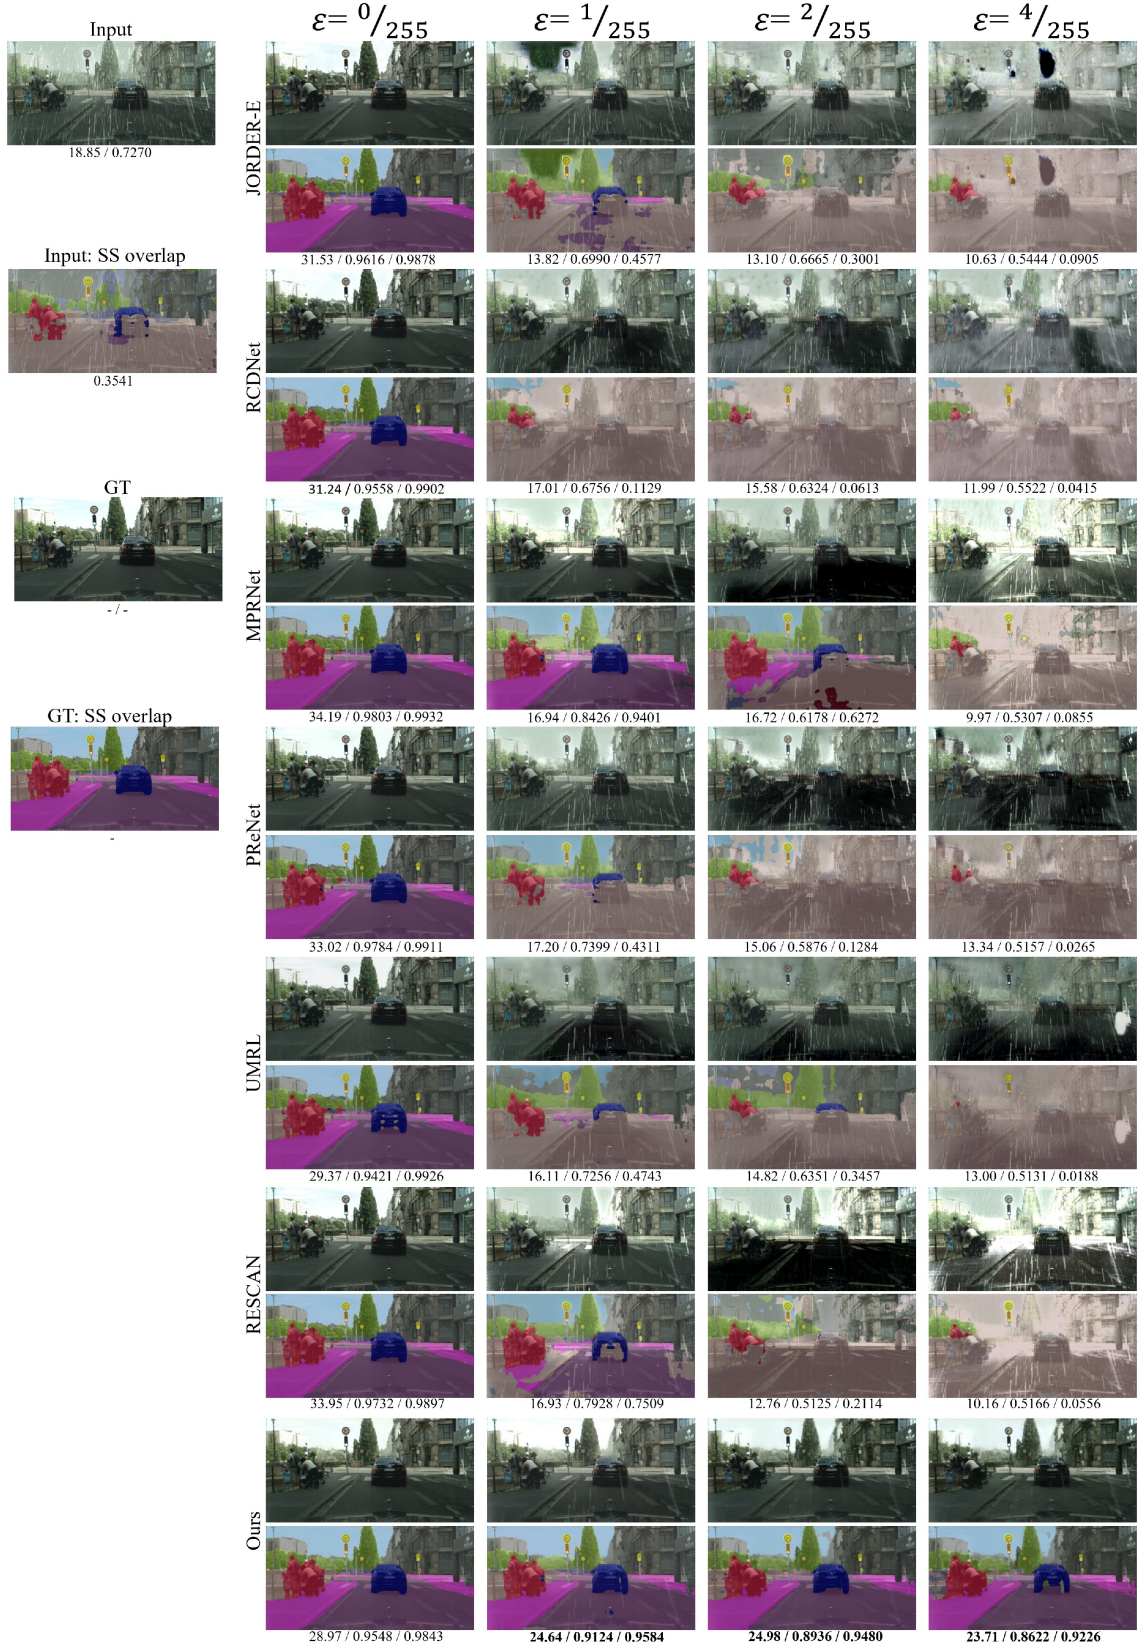 Input
18.85 / 0.7270
Input: SS overlap
0.3541
GT
- / -
GT: SS overlap
-
ε= 0/255 ε= 1/255 ε= 2/255 ε= 4/255
JORDER-E
31.53 / 0.9616 / 0.9878 13.82 / 0.6990 / 0.4577 13.10 / 0.6665 / 0.3001 10.63 / 0.5444 / 0.0905
RCDNet
31.24 / 0.9558 / 0.9902 17.01 / 0.6756 / 0.1129 15.58 / 0.6324 / 0.0613 11.99 / 0.5522 / 0.0415
MPRNet
34.19 / 0.9803 / 0.9932 16.94 / 0.8426 / 0.9401 16.72 / 0.6178 / 0.6272 9.97 / 0.5307 / 0.0855
PReNet
33.02 / 0.9784 / 0.9911 17.20 / 0.7399 / 0.4311 15.06 / 0.5876 / 0.1284 13.34 / 0.5157 / 0.0265
UMRL
29.37 / 0.9421 / 0.9926 16.11 / 0.7256 / 0.4743 14.82 / 0.6351 / 0.3457 13.00 / 0.5131 / 0.0188
RESCAN
33.95 / 0.9732 / 0.9897 16.93 / 0.7928 / 0.7509 12.76 / 0.5125 / 0.2114 10.16 / 0.5166 / 0.0556
Ours
28.97 / 0.9548 / 0.9843 24.64 / 0.9124 / 0.9584 24.98 / 0.8936 / 0.9480 23.71 / 0.8622 / 0.9226